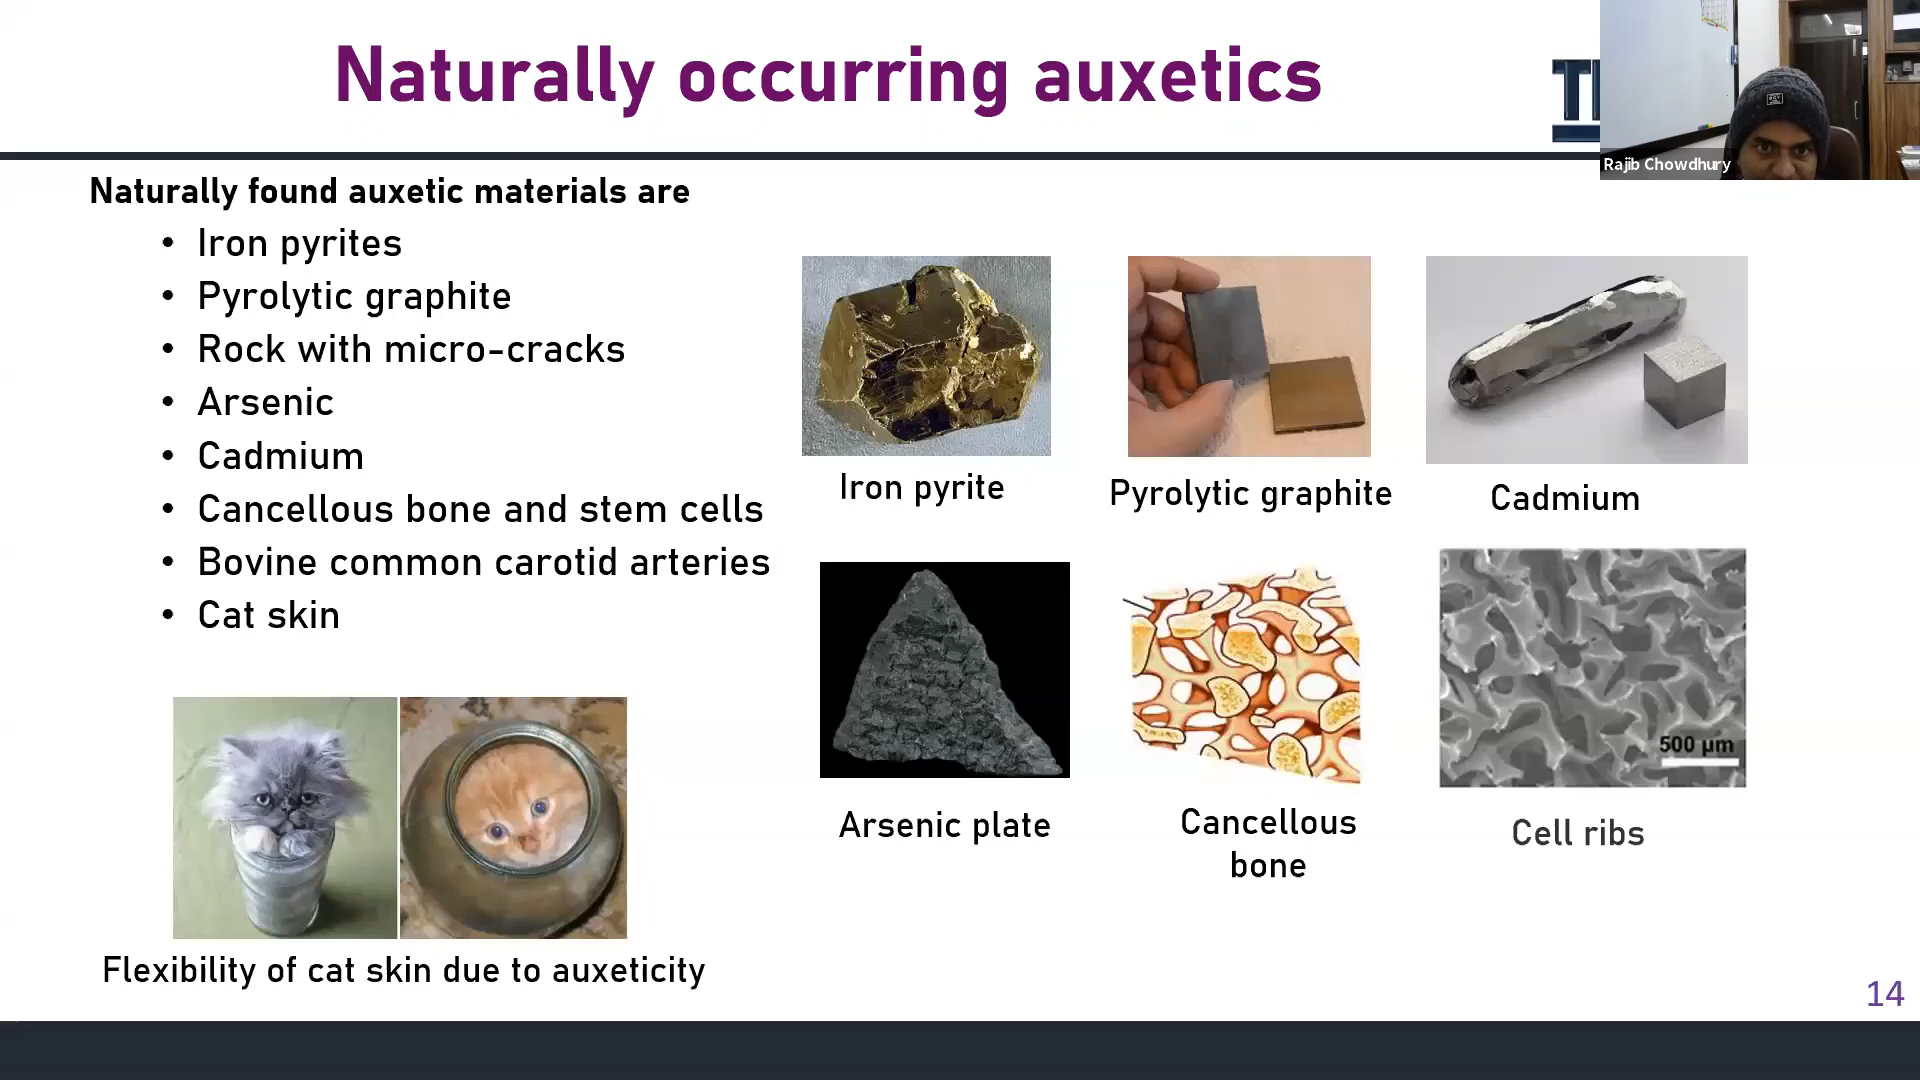 Naturally occurring auxetics
Rajib Chowdhury
Naturally found auxetic materials are
• Iron pyrites
• Pyrolytic graphite
• Rock with micro-cracks
• Arsenic
• Cadmium
• Cancellous bone and stem cells
• Bovine common carotid arteries
• Cat skin
Iron pyrite
Pyrolytic graphite
Cadmium
500 µm
Arsenic plate
Cancellous
bone
Cell ribs
Flexibility of cat skin due to auxeticity
14